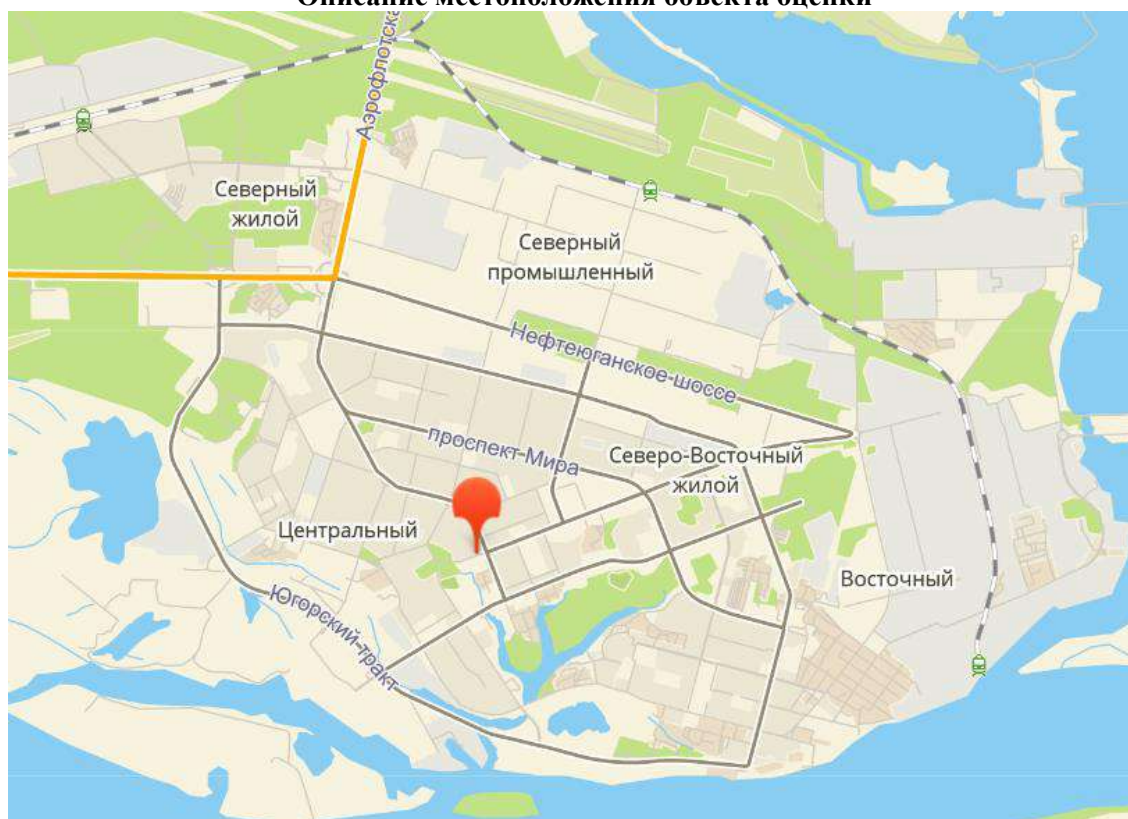 Описание местоположения объекта оценки
Аэрофлотска
Северный
жилой
Северный
промышленный
Нефтеюганское шоссе
проспект Мира
Северо-Восточный
жилой
Центральный
Восточный
Югорский тракт